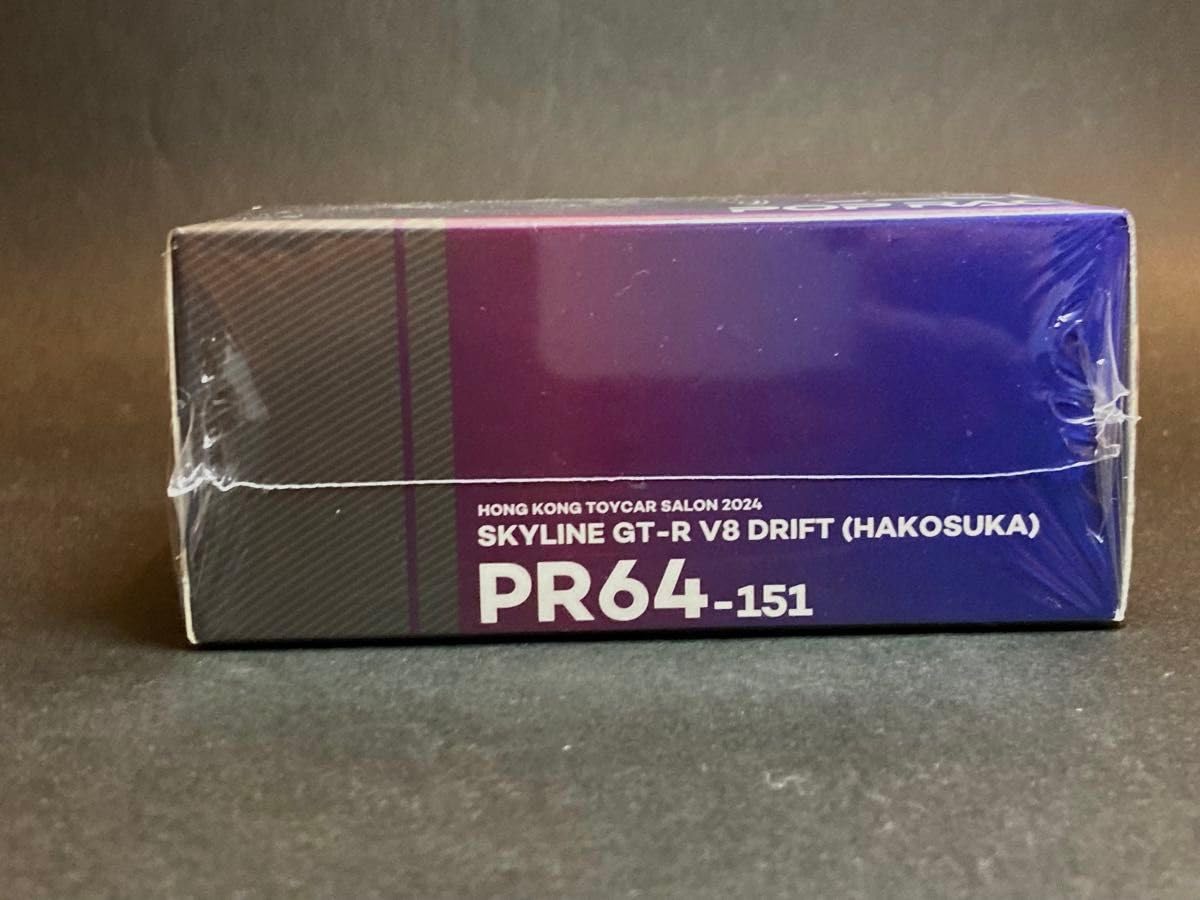 HONG KONG TOYCAR SALON 2024
SKYLINE GT-R V8 DRIFT (HAKOSUKA)
PR64-151